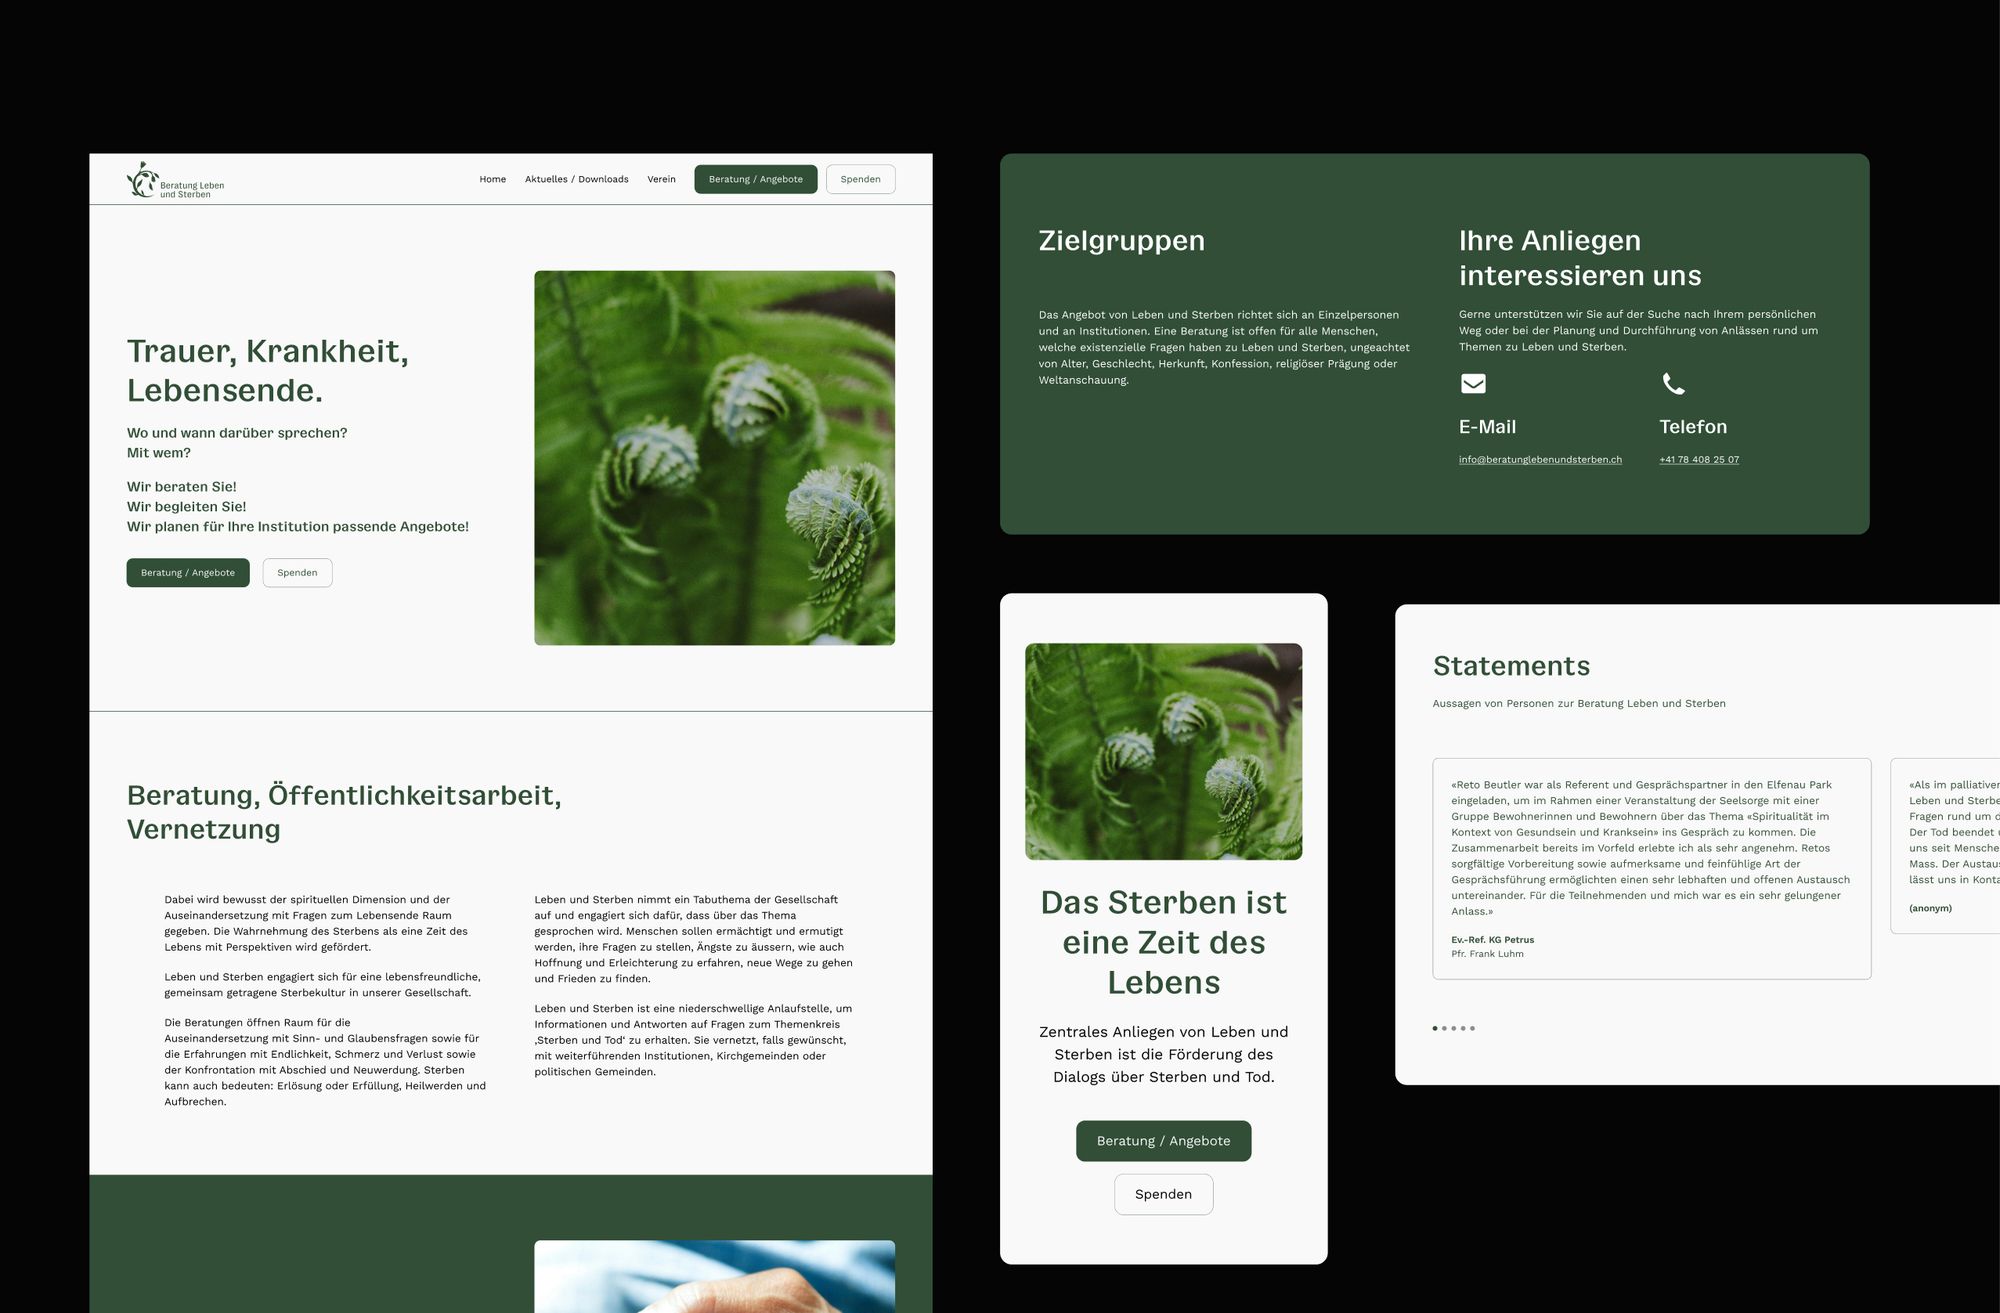 Beratung Leben
und Sterben
Home
Aktuelles / Downloads
Verein
Beratung / Angebote
Spenden
Trauer, Krankheit,
Lebensende.
Wo und wann darüber sprechen?
Mit wem?
Wir beraten Sie!
Wir begleiten Sie!
Wir planen für Ihre Institution passende Angebote!
Beratung / Angebote
Spenden
Beratung, Öffentlichkeitsarbeit,
Vernetzung
Dabei wird bewusst der spirituellen Dimension und der
Auseinandersetzung mit Fragen zum Lebensende Raum
gegeben. Die Wahrnehmung des Sterbens als eine Zeit des
Lebens mit Perspektiven wird gefördert.
Leben und Sterben engagiert sich für eine lebensfreundliche,
gemeinsam getragene Sterbekultur in unserer Gesellschaft.
Die Beratungen öffnen Raum für die
Auseinandersetzung mit Sinn- und Glaubensfragen sowie für
die Erfahrungen mit Endlichkeit, Schmerz und Verlust sowie
der Konfrontation mit Abschied und Neuwerdung. Sterben
kann auch bedeuten: Erlösung oder Erfüllung, Heilwerden und
Aufbrechen.
Leben und Sterben nimmt ein Tabuthema der Gesellschaft
auf und engagiert sich dafür, dass über das Thema
gesprochen wird. Menschen sollen ermächtigt und ermutigt
werden, ihre Fragen zu stellen, Ängste zu äussern, wie auch
Hoffnung und Erleichterung zu erfahren, neue Wege zu gehen
und Frieden zu finden.
Leben und Sterben ist eine niederschwellige Anlaufstelle, um
Informationen und Antworten auf Fragen zum Themenkreis
‚Sterben und Tod‘ zu erhalten. Sie vernetzt, falls gewünscht,
mit weiterführenden Institutionen, Kirchgemeinden oder
politischen Gemeinden.
Zielgruppen
Das Angebot von Leben und Sterben richtet sich an Einzelpersonen
und an Institutionen. Eine Beratung ist offen für alle Menschen,
welche existenzielle Fragen haben zu Leben und Sterben, ungeachtet
von Alter, Geschlecht, Herkunft, Konfession, religiöser Prägung oder
Weltanschauung.
Ihre Anliegen
interessieren uns
Gerne unterstützen wir Sie auf der Suche nach Ihrem persönlichen
Weg oder bei der Planung und Durchführung von Anlässen rund um
Themen zu Leben und Sterben.
E-Mail
info@beratunglebenundsterben.ch
Telefon
+41 78 408 25 07
Das Sterben ist
eine Zeit des
Lebens
Zentrales Anliegen von Leben und
Sterben ist die Förderung des
Dialogs über Sterben und Tod.
Beratung / Angebote
Spenden
Statements
Aussagen von Personen zur Beratung Leben und Sterben
«Reto Beutler war als Referent und Gesprächspartner in den Elfenau Park
eingeladen, um im Rahmen einer Veranstaltung der Seelsorge mit einer
Gruppe Bewohnerinnen und Bewohnern über das Thema «Spiritualität im
Kontext von Gesundsein und Kranksein» ins Gespräch zu kommen. Die
Zusammenarbeit bereits im Vorfeld erlebte ich als sehr angenehm. Retos
sorgfältige Vorbereitung sowie aufmerksame und feinfühlige Art der
Gesprächsführung ermöglichten einen sehr lebhaften und offenen Austausch
untereinander. Für die Teilnehmenden und mich war es ein sehr gelungener
Anlass.»
Ev.-Ref. KG Petrus
Pfr. Frank Luhm
«Als im palliativen
Leben und Sterbe
Fragen rund um d
Der Tod beendet u
uns seit Mensche
Mass. Der Austaus
lässt uns in Konta
(anonym)